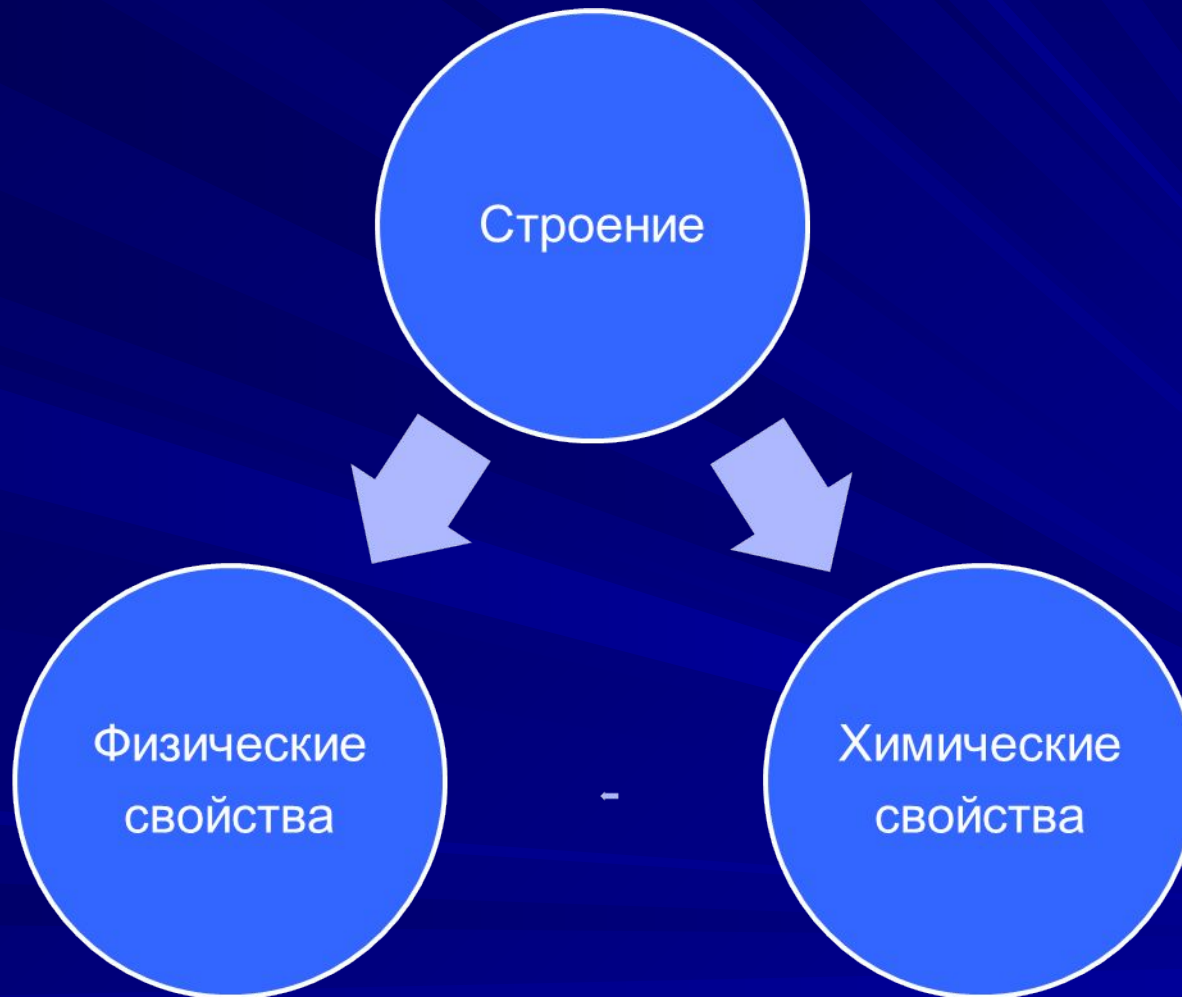 Строение
Физические
свойства
Химические
свойства